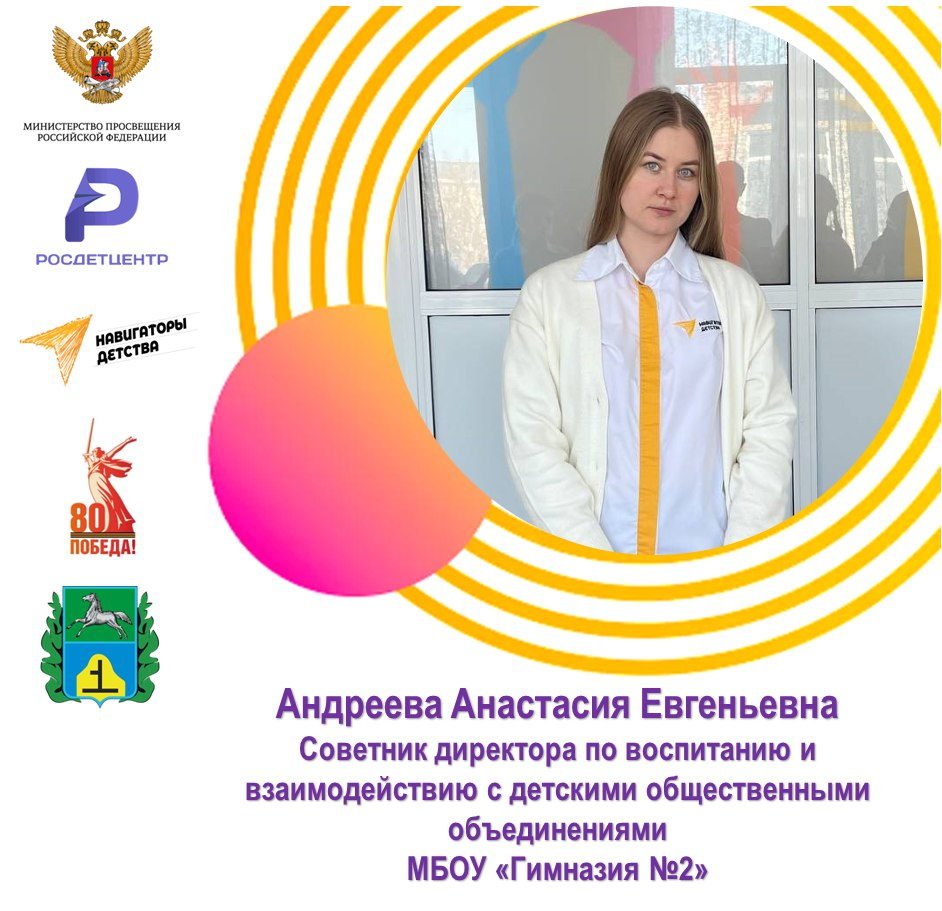 МИНИСТЕРСТВО ПРОСВЕЩЕНИЯ
РОССИЙСКОЙ ФЕДЕРАЦИИ
РОСДЕТЦЕНТР
НАВИГАТОРЫ
ДЕТСТВА
80
ПОБЕДА!
НАВИГАТОРЫ
ДЕТСТВА
Андреева Анастасия Евгеньевна
Советник директора по воспитанию и
взаимодействию с детскими общественными
объединениями
МБОУ «Гимназия №2»